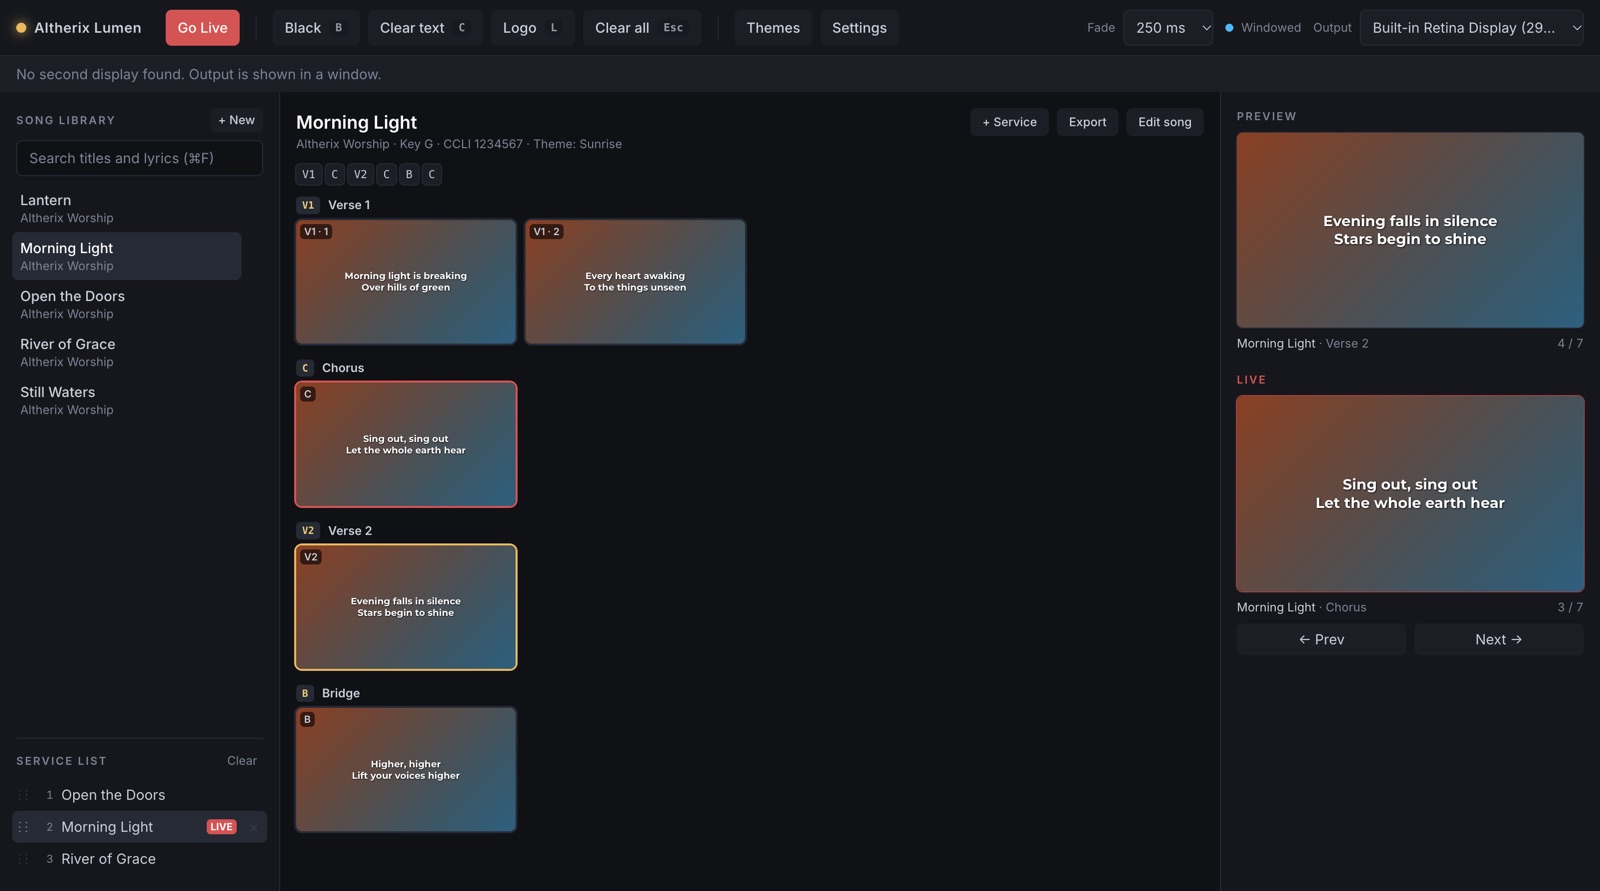 Altherix Lumen
Go Live
Black B
Clear text C
Logo L
Clear all Esc
Themes
Settings
Fade
250 ms
Windowed
Output
Built-in Retina Display (29...
No second display found. Output is shown in a window.
SONG LIBRARY
+ New
Search titles and lyrics (⌘F)
Lantern
Altherix Worship
Morning Light
Altherix Worship
Open the Doors
Altherix Worship
River of Grace
Altherix Worship
Still Waters
Altherix Worship
SERVICE LIST
Clear
1 Open the Doors
2 Morning Light LIVE ×
3 River of Grace
Morning Light
+ Service
Export
Edit song
Altherix Worship · Key G · CCLI 1234567 · Theme: Sunrise
V1 C V2 C B C
V1 Verse 1
V1 · 1
Morning light is breaking
Over hills of green
V1 · 2
Every heart awaking
To the things unseen
C Chorus
C
Sing out, sing out
Let the whole earth hear
V2 Verse 2
V2
Evening falls in silence
Stars begin to shine
B Bridge
B
Higher, higher
Lift your voices higher
PREVIEW
Evening falls in silence
Stars begin to shine
Morning Light · Verse 2
4 / 7
LIVE
Sing out, sing out
Let the whole earth hear
Morning Light · Chorus
3 / 7
← Prev
Next →